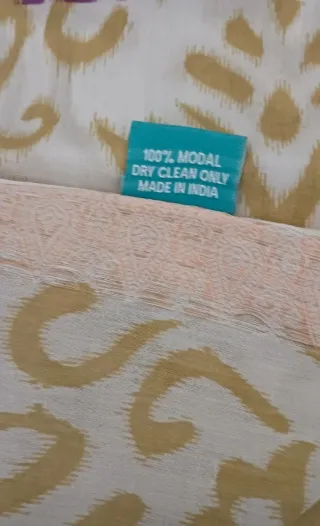 100% MODAL
DRY CLEAN ONLY
MADE IN INDIA